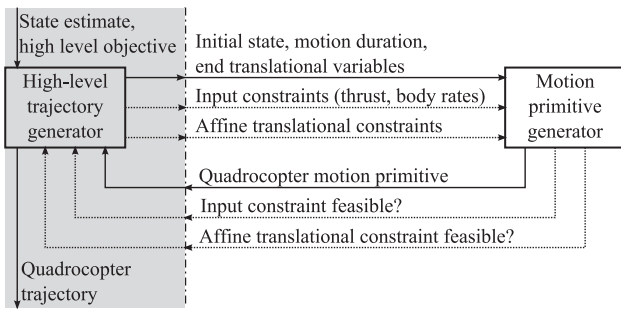 State estimate,
high level objective
Initial state, motion duration,
end translational variables
High-level
trajectory
generator
Input constraints (thrust, body rates)
Affine translational constraints
Motion
primitive
generator
Quadrocopter motion primitive
Input constraint feasible?
Affine translational constraint feasible?
Quadrocopter
trajectory